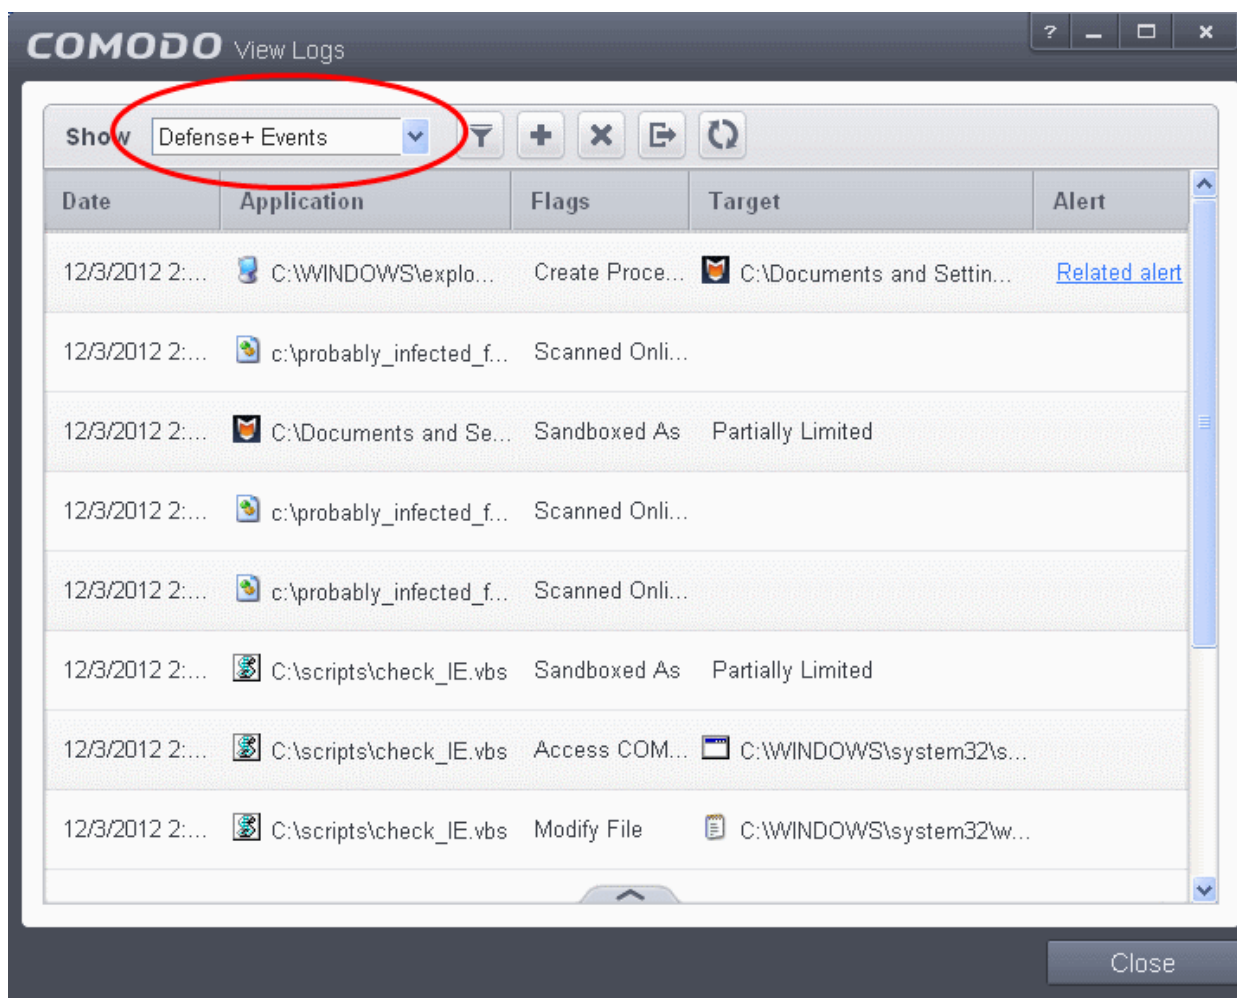 COMODO View Logs
Show Defense+ Events
Date Application Flags Target Alert
12/3/2012 2:... C:\WINDOWS\explo... Create Proce... C:\Documents and Settin... Related alert
12/3/2012 2:... c:\probably_infected_f... Scanned Onli...
12/3/2012 2:... C:\Documents and Se... Sandboxed As Partially Limited
12/3/2012 2:... c:\probably_infected_f... Scanned Onli...
12/3/2012 2:... c:\probably_infected_f... Scanned Onli...
12/3/2012 2:... C:\scripts\check_IE.vbs Sandboxed As Partially Limited
12/3/2012 2:... C:\scripts\check_IE.vbs Access COM... C:\WINDOWS\system32\s...
12/3/2012 2:... C:\scripts\check_IE.vbs Modify File C:\WINDOWS\system32\w...
Close